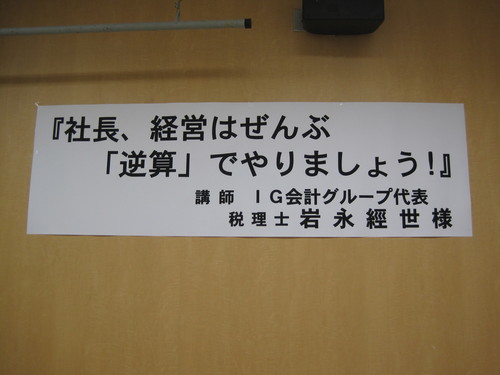 『社長、経営はぜんぶ
「逆算」でやりましょう!』
講師 IG会計グループ代表
税理士 岩永經世様